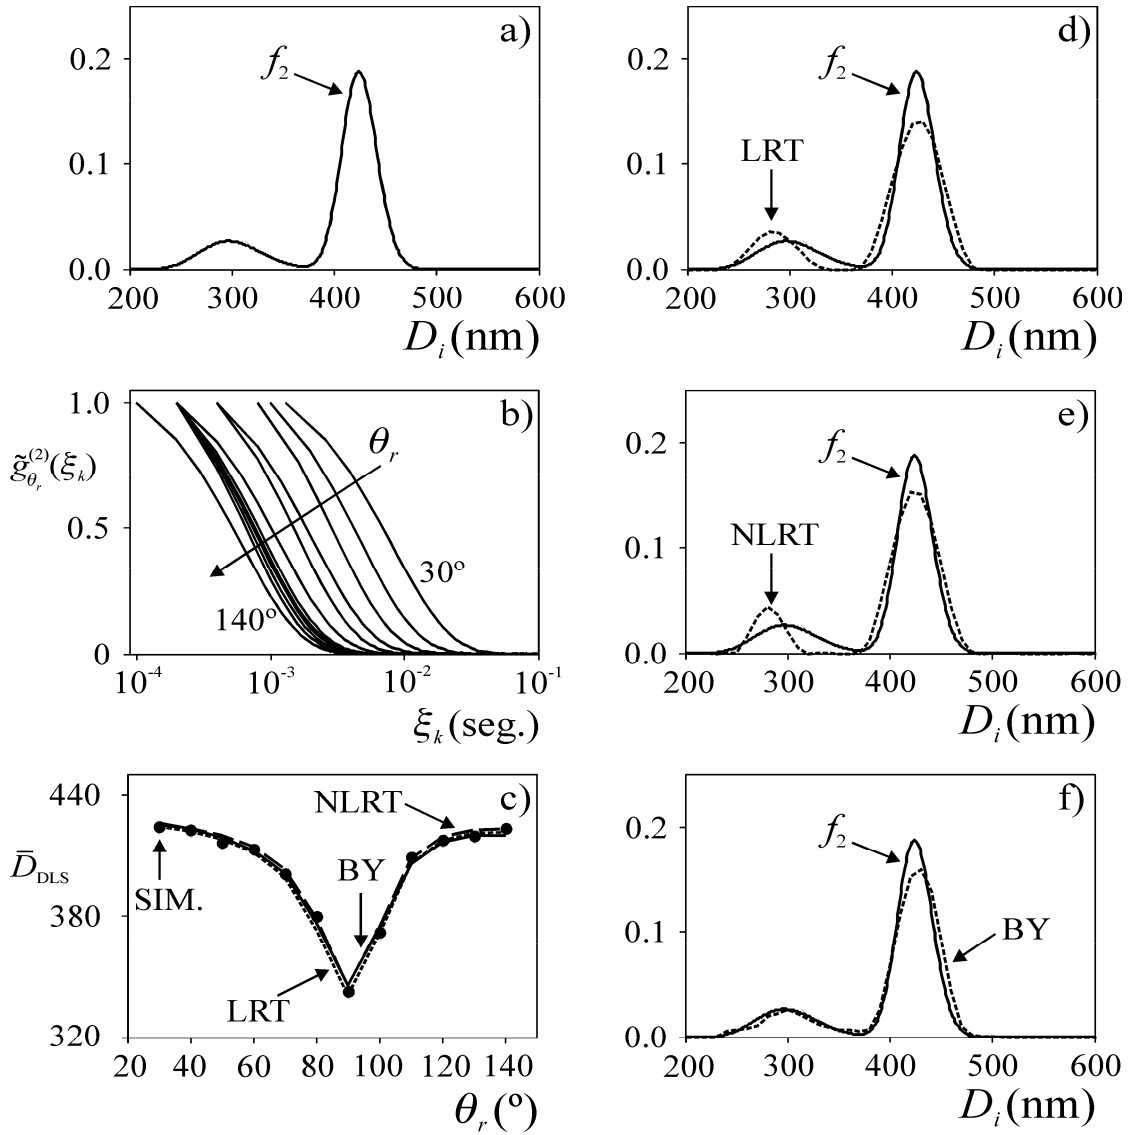 a)
f₂
0.2
0.1
0.0
200 300 400 500 600
Dᵢ(nm)
b)
1.0
0.5
0
g̃⁽²⁾θᵣ(ξₖ)
θᵣ
30º
140º
10⁻⁴ 10⁻³ 10⁻² 10⁻¹
ξₖ(seg.)
c)
440
380
320
D̄DLS
NLRT
BY
SIM.
LRT
20 40 60 80 100 120 140
θᵣ(º)
d)
f₂
LRT
0.2
0.1
0.0
200 300 400 500 600
Dᵢ(nm)
e)
f₂
NLRT
0.2
0.1
0.0
200 300 400 500 600
Dᵢ(nm)
f)
f₂
BY
0.2
0.1
0.0
200 300 400 500 600
Dᵢ(nm)